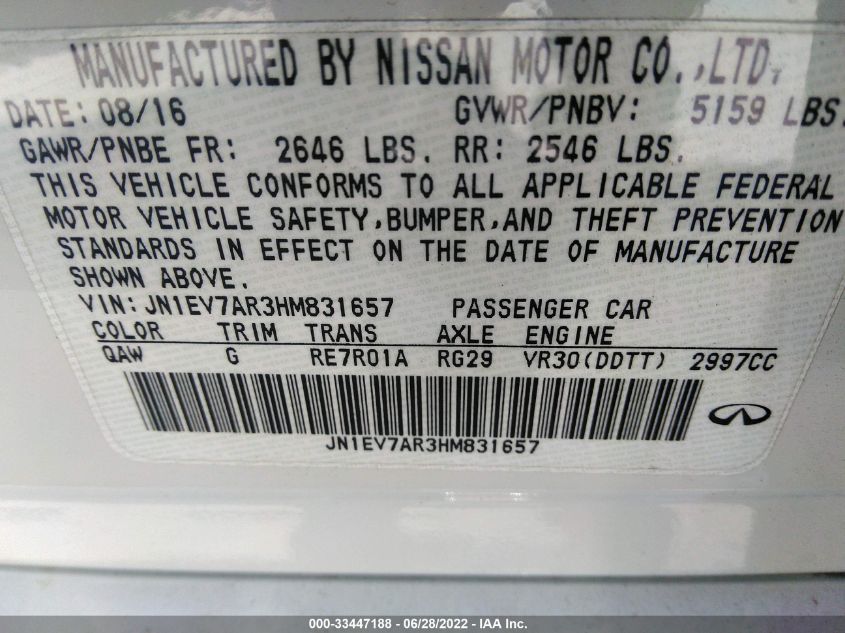 MANUFACTURED BY NISSAN MOTOR CO.,LTD.
DATE: 08/16 GVWR/PNBV: 5159 LBS.
GAWR/PNBE FR: 2646 LBS. RR: 2546 LBS.
THIS VEHICLE CONFORMS TO ALL APPLICABLE FEDERAL
MOTOR VEHICLE SAFETY,BUMPER,AND THEFT PREVENTION
STANDARDS IN EFFECT ON THE DATE OF MANUFACTURE
SHOWN ABOVE.
VIN: JN1EV7AR3HM831657 PASSENGER CAR
COLOR TRIM TRANS AXLE ENGINE
QAW G RE7R01A RG29 VR30(DDTT) 2997CC
JN1EV7AR3HM831657
000-33447188 - 06/28/2022 - IAA Inc.